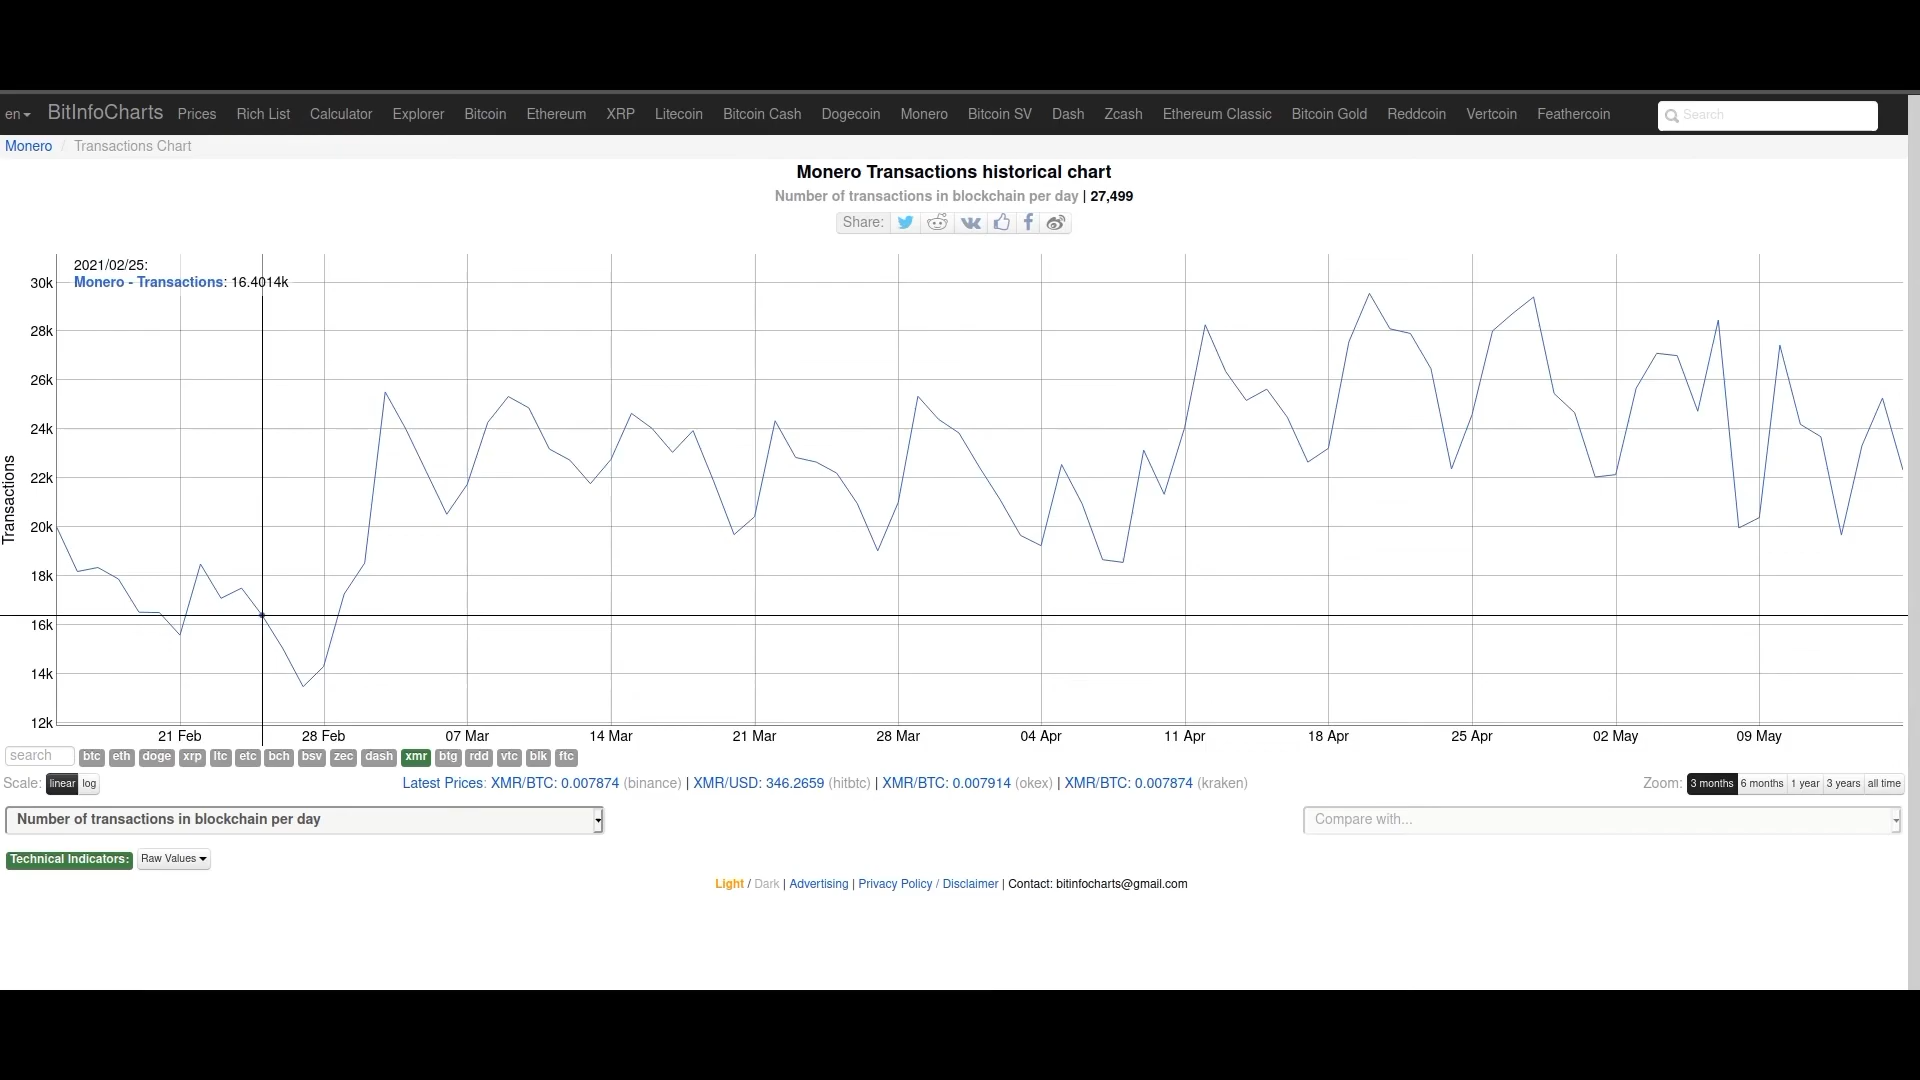 en BitInfoCharts Prices Rich List Calculator Explorer Bitcoin Ethereum XRP Litecoin Bitcoin Cash Dogecoin Monero Bitcoin SV Dash Zcash Ethereum Classic Bitcoin Gold Reddcoin Vertcoin Feathercoin Search
Monero / Transactions Chart
Monero Transactions historical chart
Number of transactions in blockchain per day | 27,499
Share:
2021/02/25:
Monero - Transactions: 16.4014k
30k
28k
26k
24k
22k
20k
18k
16k
14k
12k
Transactions
21 Feb 28 Feb 07 Mar 14 Mar 21 Mar 28 Mar 04 Apr 11 Apr 18 Apr 25 Apr 02 May 09 May
search btc eth doge xrp ltc etc bch bsv zec dash xmr btg rdd vtc blk ftc
Scale: linear log Latest Prices: XMR/BTC: 0.007874 (binance) | XMR/USD: 346.2659 (hitbtc) | XMR/BTC: 0.007914 (okex) | XMR/BTC: 0.007874 (kraken) Zoom: 3 months 6 months 1 year 3 years all time
Number of transactions in blockchain per day Compare with...
Technical Indicators: Raw Values
Light / Dark | Advertising | Privacy Policy / Disclaimer | Contact: bitinfocharts@gmail.com